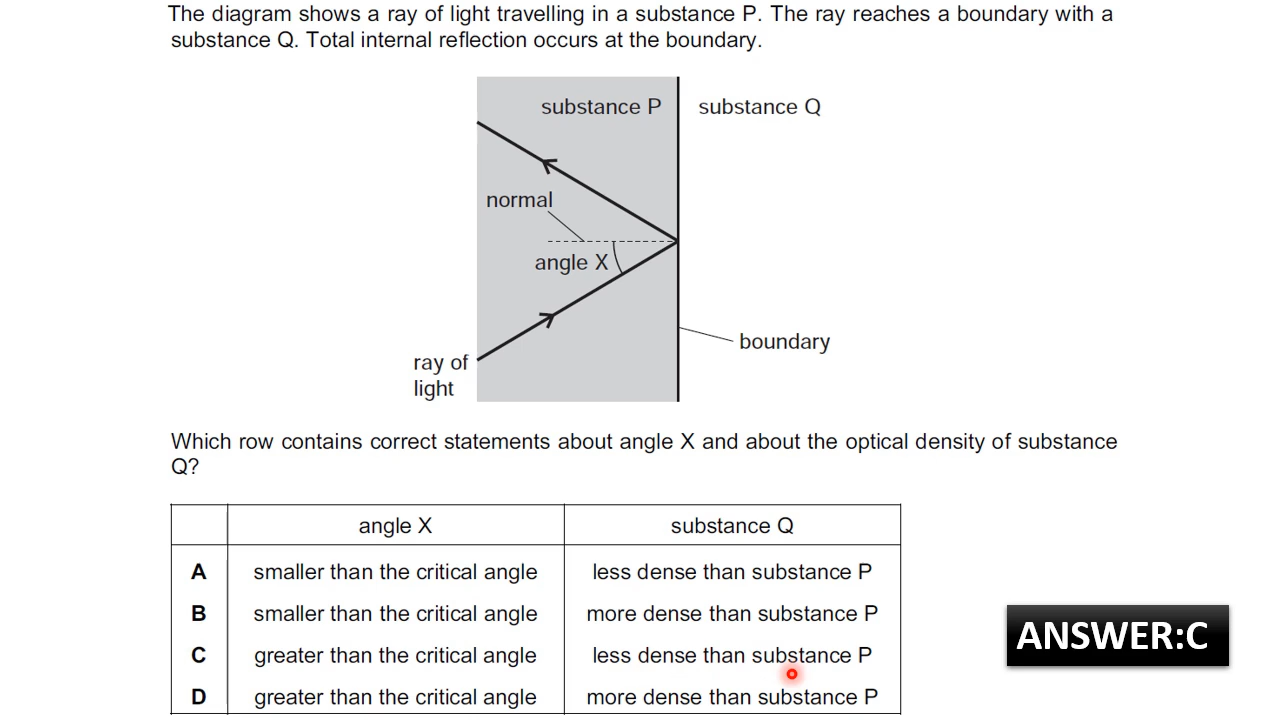 The diagram shows a ray of light travelling in a substance P. The ray reaches a boundary with a
substance Q. Total internal reflection occurs at the boundary.
substance P
substance Q
normal
angle X
boundary
ray of
light
Which row contains correct statements about angle X and about the optical density of substance
Q?
angle X substance Q
A smaller than the critical angle less dense than substance P
B smaller than the critical angle more dense than substance P
C greater than the critical angle less dense than substance P
D greater than the critical angle more dense than substance P
ANSWER:C